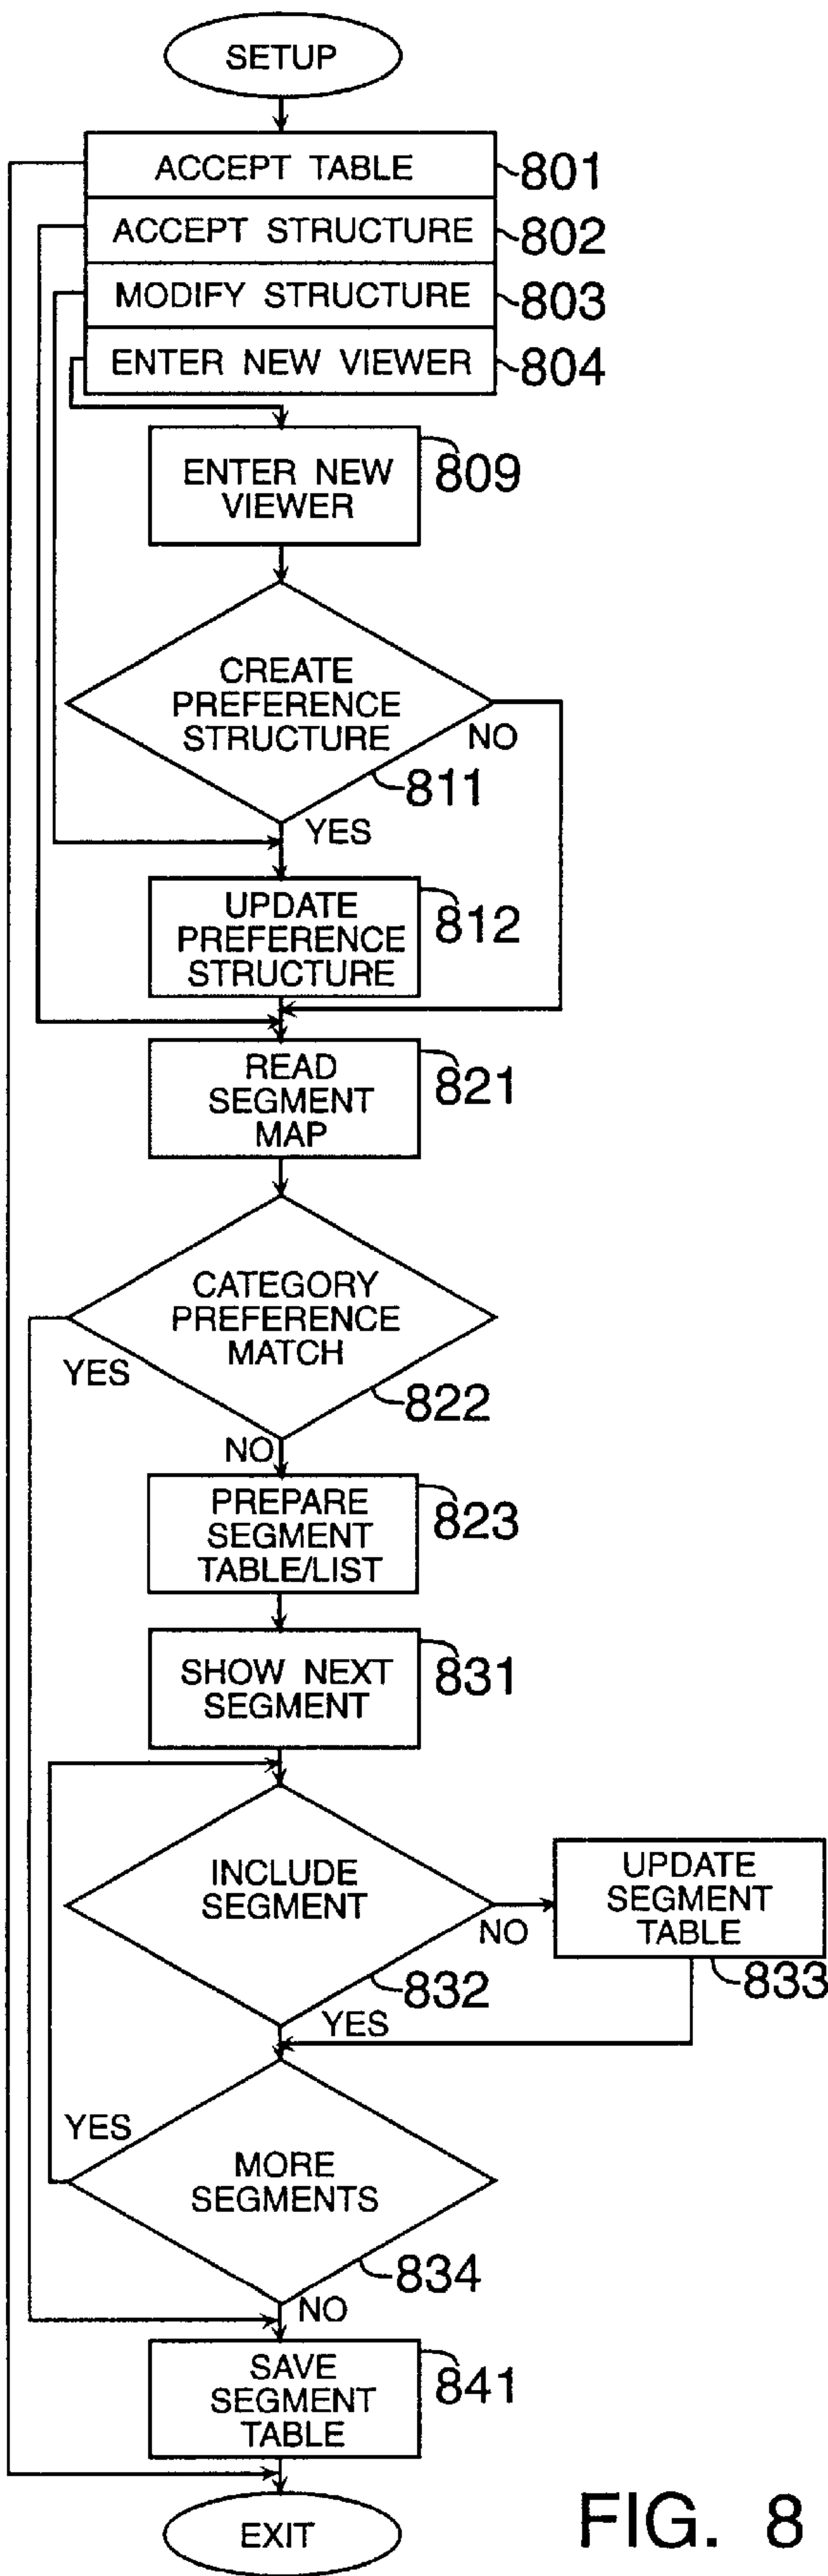 SETUP
ACCEPT TABLE
801
ACCEPT STRUCTURE
802
MODIFY STRUCTURE
803
ENTER NEW VIEWER
804
ENTER NEW
VIEWER
809
CREATE
PREFERENCE
STRUCTURE
NO
811
YES
UPDATE
PREFERENCE
STRUCTURE
812
READ
SEGMENT
MAP
821
CATEGORY
PREFERENCE
MATCH
YES
822
NO
PREPARE
SEGMENT
TABLE/LIST
823
SHOW NEXT
SEGMENT
831
INCLUDE
SEGMENT
NO
UPDATE
SEGMENT
TABLE
833
832
YES
YES
MORE
SEGMENTS
834
NO
SAVE
SEGMENT
TABLE
841
EXIT
FIG. 8